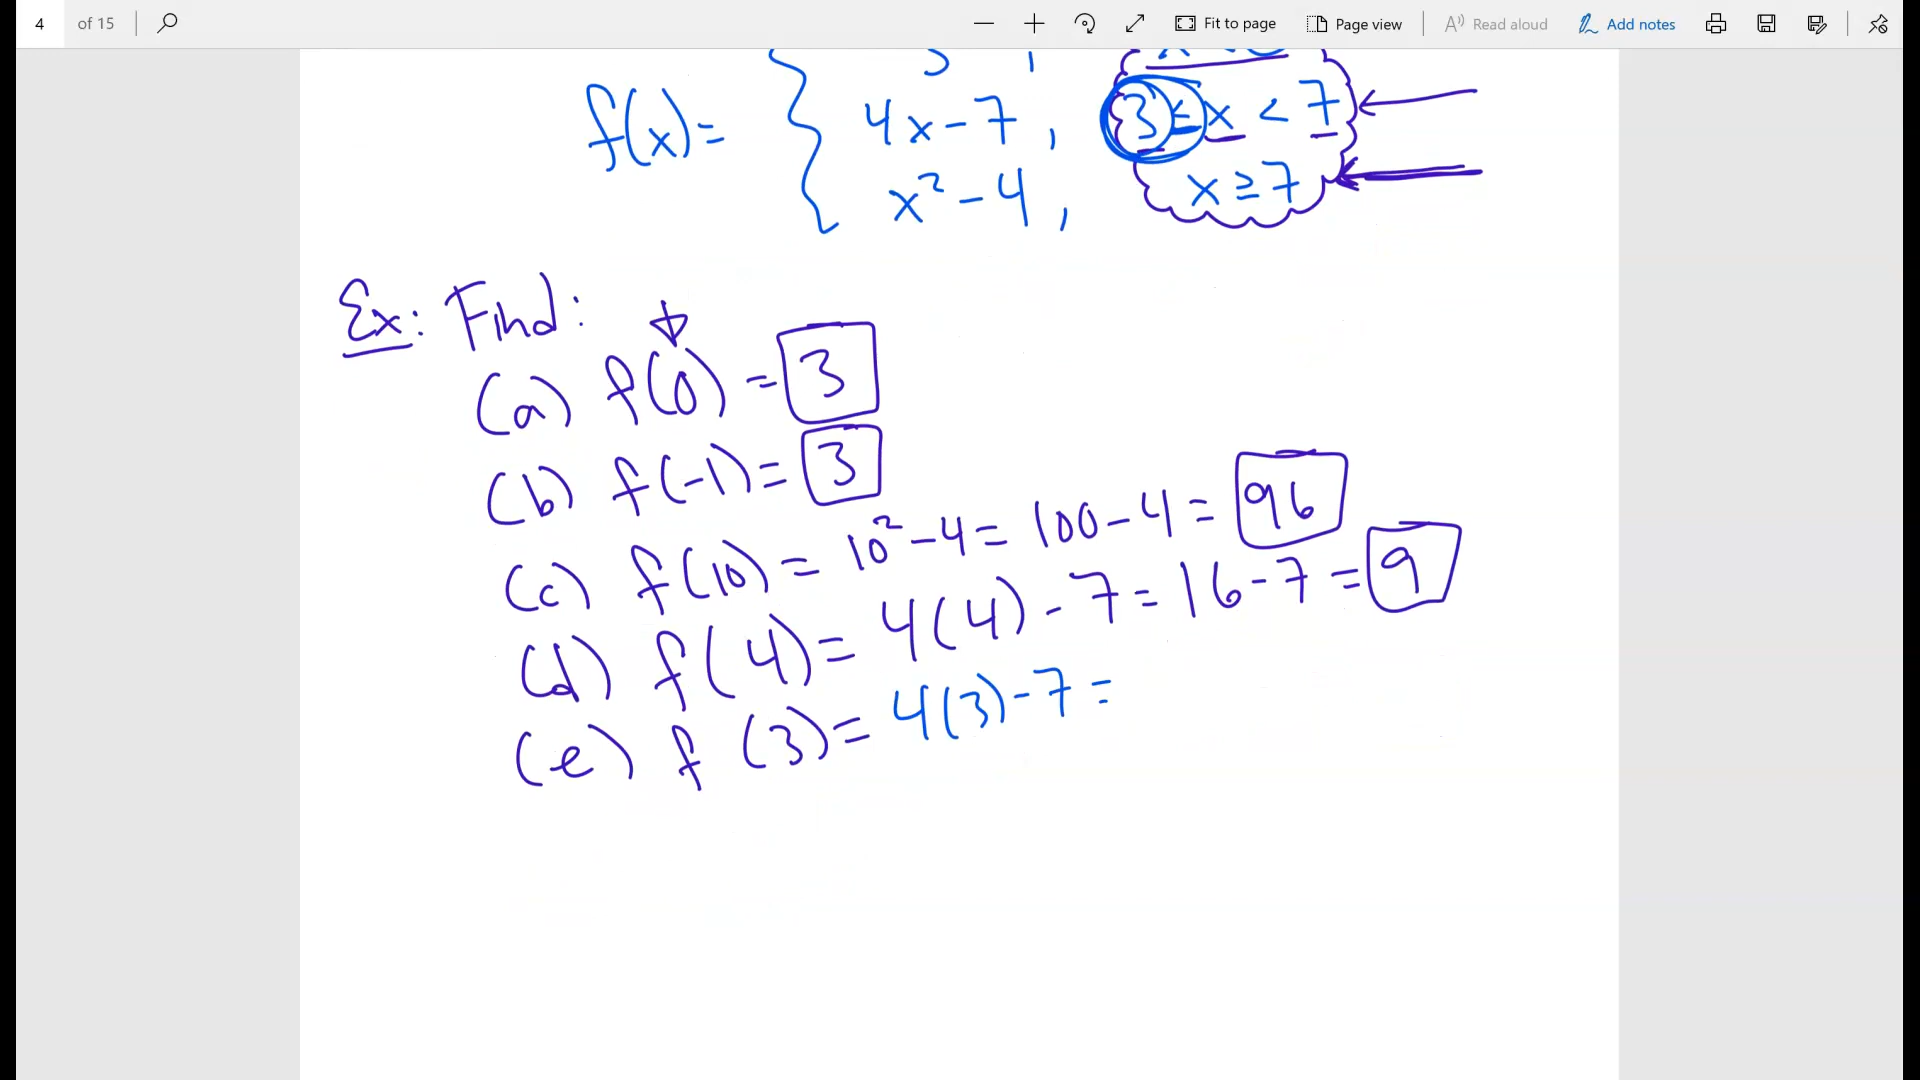 4 of 15 Fit to page Page view Read aloud Add notes
f(x)= { 4x-7, 3≤x<7
x²-4, x≥7
Ex: Find:
(a) f(0) = 3
(b) f(-1) = 3
(c) f(10) = 10²-4 = 100-4 = 96
(d) f(4) = 4(4)-7 = 16-7 = 9
(e) f(3) = 4(3)-7 =